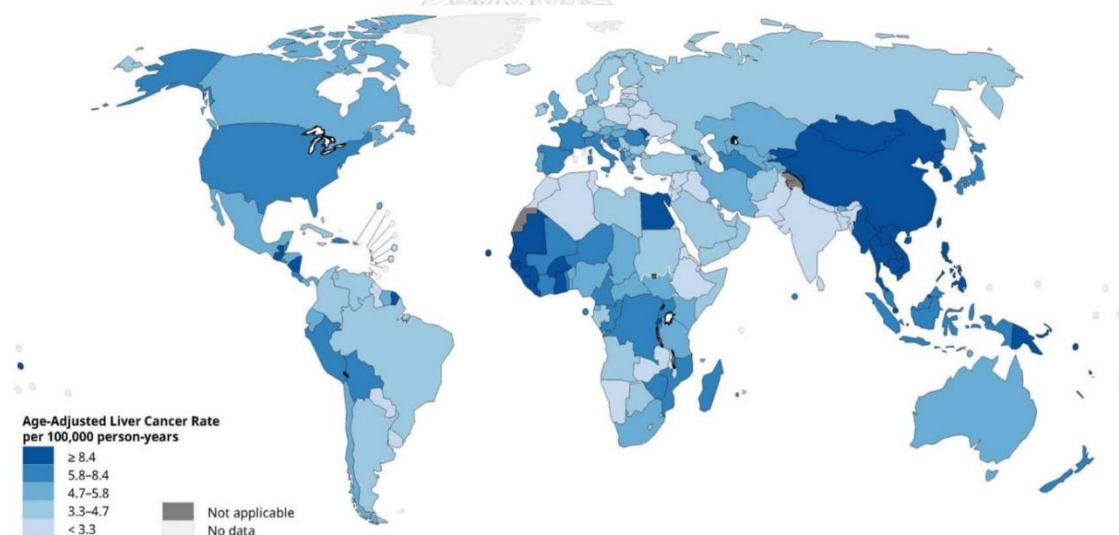 Age-Adjusted Liver Cancer Rate
per 100,000 person-years
≥ 8.4
5.8–8.4
4.7–5.8
3.3–4.7
< 3.3
Not applicable
No data